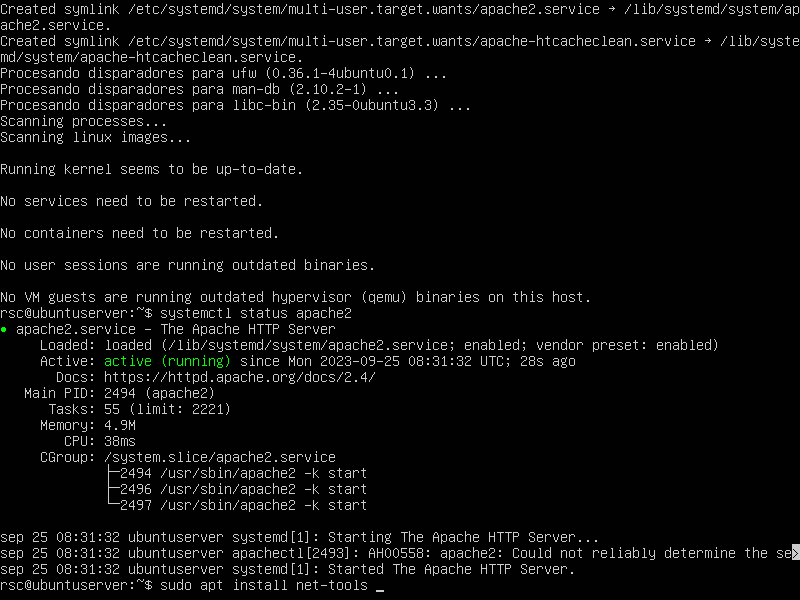 Created symlink /etc/systemd/system/multi-user.target.wants/apache2.service → /lib/systemd/system/ap
ache2.service.
Created symlink /etc/systemd/system/multi-user.target.wants/apache-htcacheclean.service → /lib/syste
md/system/apache-htcacheclean.service.
Procesando disparadores para ufw (0.36.1-4ubuntu0.1) ...
Procesando disparadores para man-db (2.10.2-1) ...
Procesando disparadores para libc-bin (2.35-0ubuntu3.3) ...
Scanning processes...
Scanning linux images...
Running kernel seems to be up-to-date.
No services need to be restarted.
No containers need to be restarted.
No user sessions are running outdated binaries.
No VM guests are running outdated hypervisor (qemu) binaries on this host.
rsc@ubuntuserver:~$ systemctl status apache2
● apache2.service - The Apache HTTP Server
Loaded: loaded (/lib/systemd/system/apache2.service; enabled; vendor preset: enabled)
Active: active (running) since Mon 2023-09-25 08:31:32 UTC; 28s ago
Docs: https://httpd.apache.org/docs/2.4/
Main PID: 2494 (apache2)
Tasks: 55 (limit: 2221)
Memory: 4.9M
CPU: 38ms
CGroup: /system.slice/apache2.service
├─2494 /usr/sbin/apache2 -k start
├─2496 /usr/sbin/apache2 -k start
└─2497 /usr/sbin/apache2 -k start
sep 25 08:31:32 ubuntuserver systemd[1]: Starting The Apache HTTP Server...
sep 25 08:31:32 ubuntuserver apachectl[2493]: AH00558: apache2: Could not reliably determine the se>
sep 25 08:31:32 ubuntuserver systemd[1]: Started The Apache HTTP Server.
rsc@ubuntuserver:~$ sudo apt install net-tools _